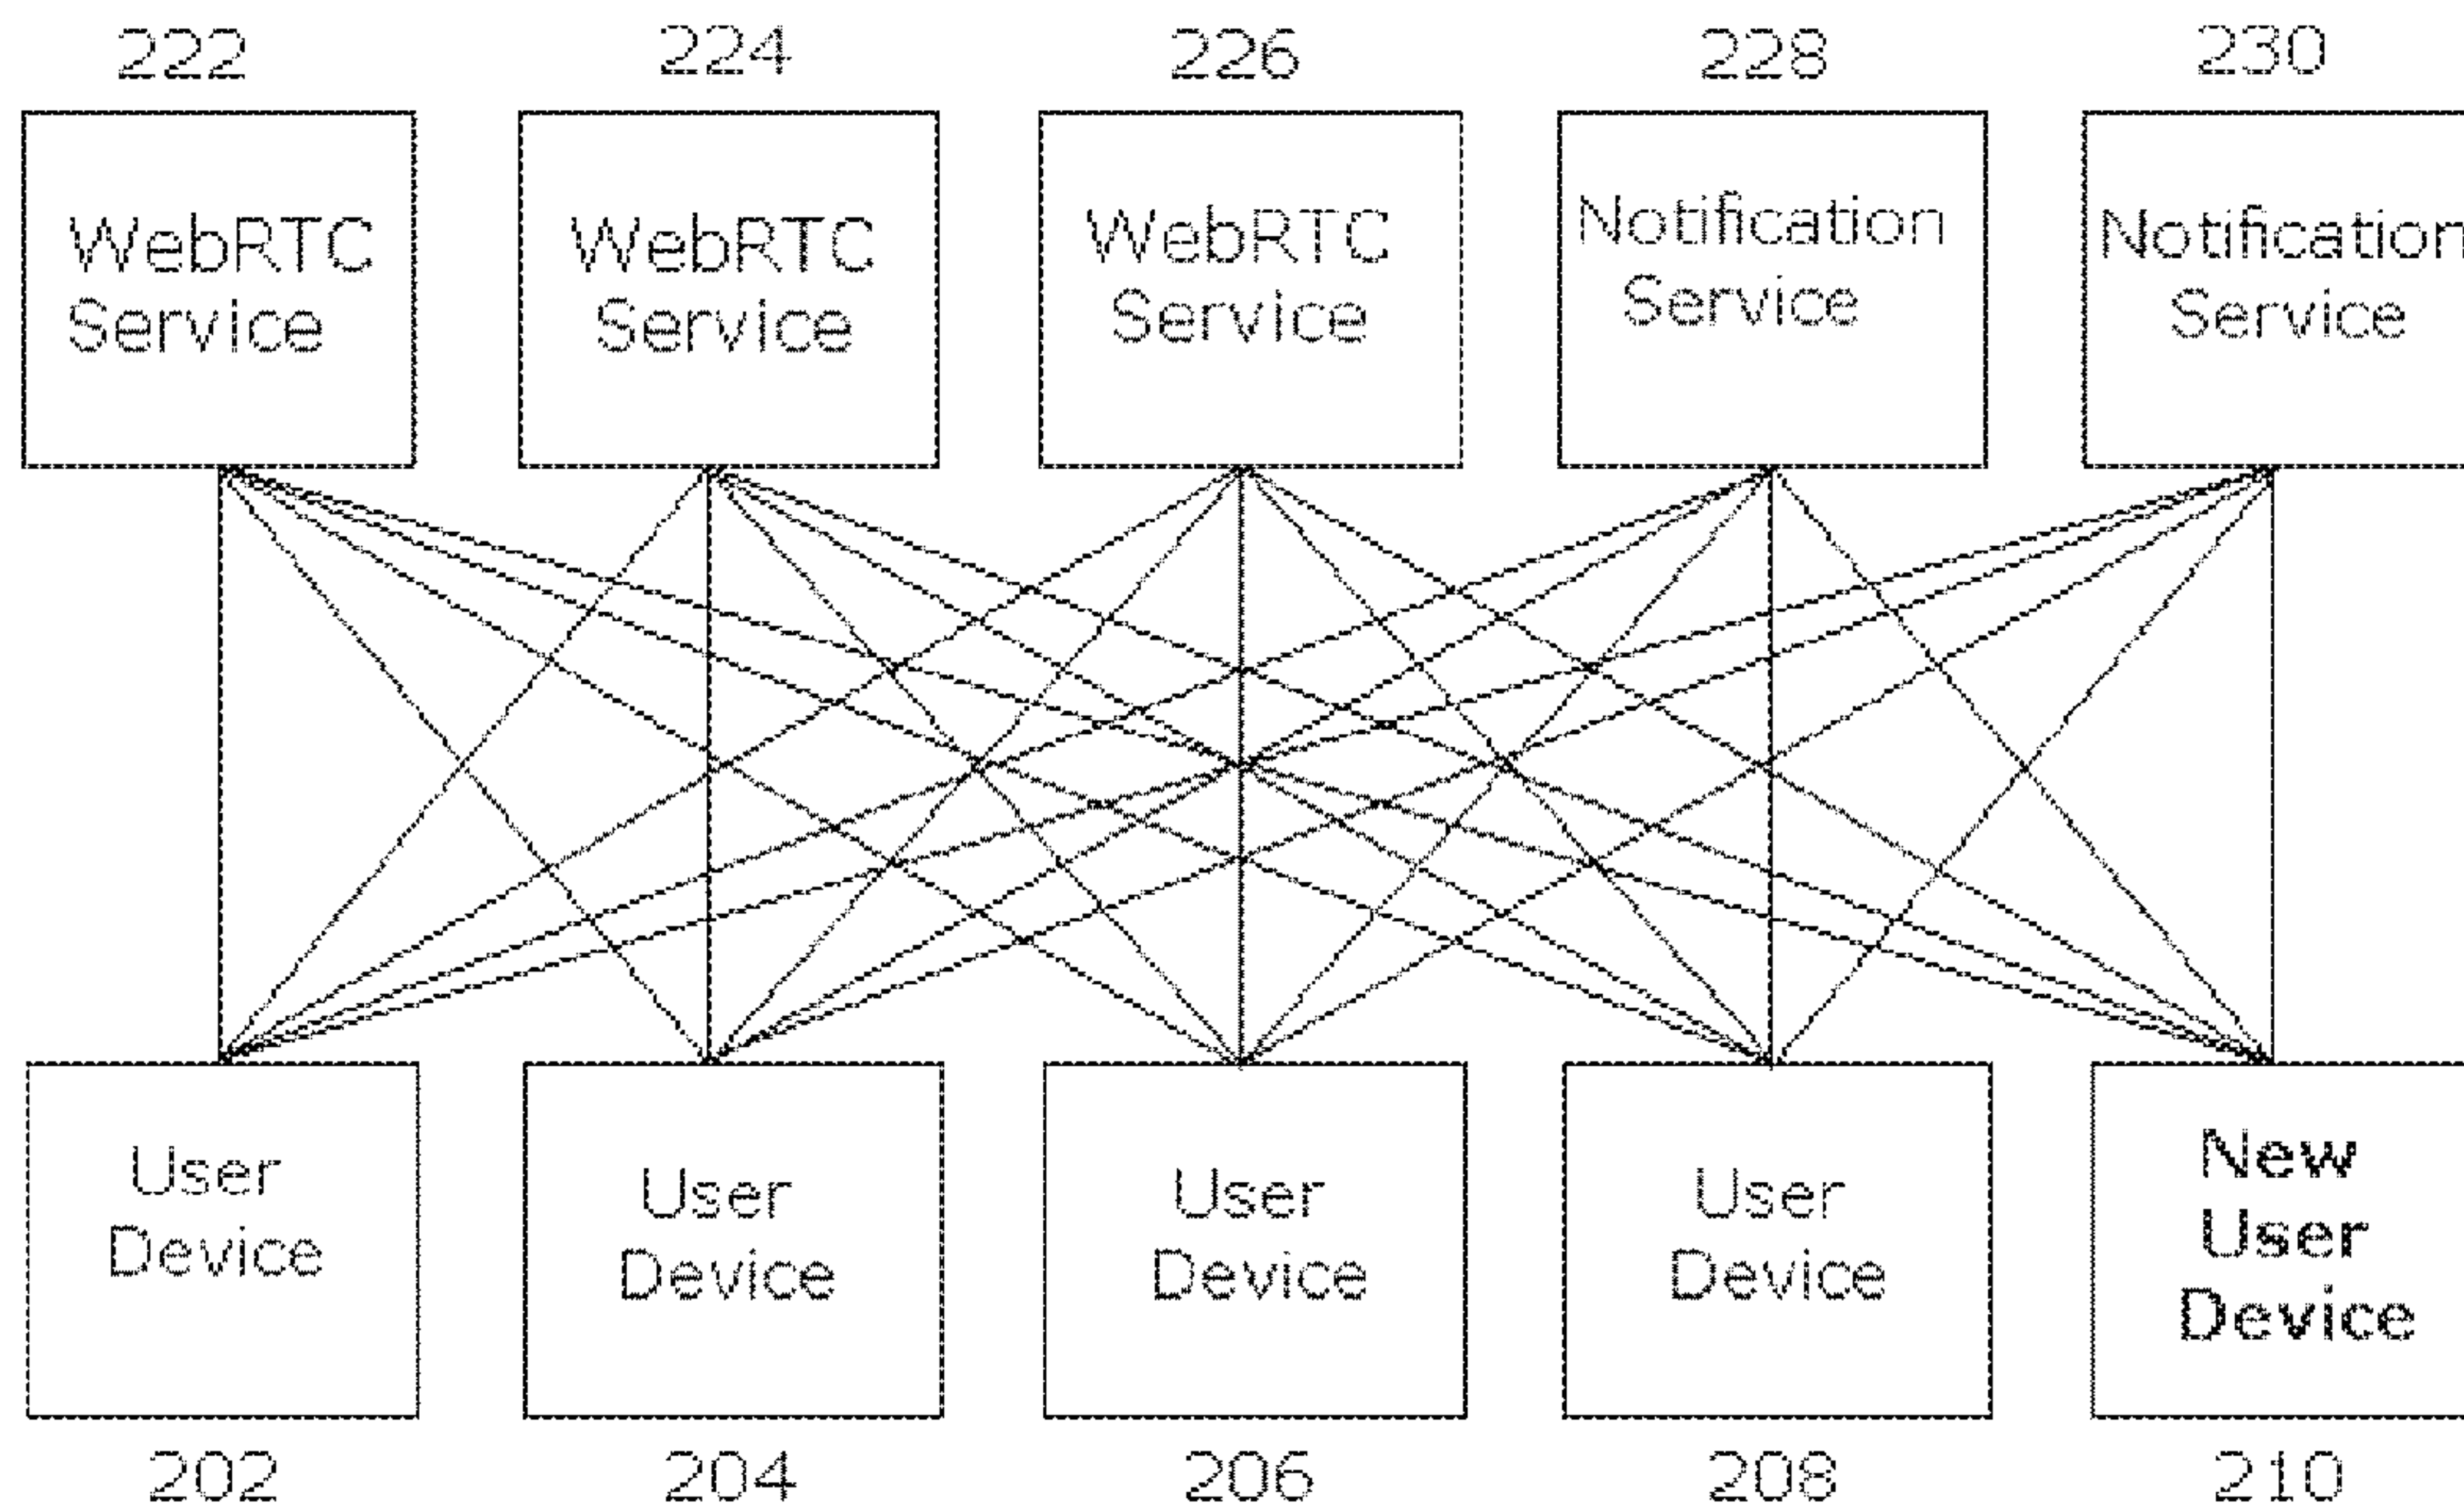 222 224 226 228 230
WebRTC
Service
WebRTC
Service
WebRTC
Service
Notification
Service
Notification
Service
User
Device
User
Device
User
Device
User
Device
New
User
Device
202 204 206 208 210